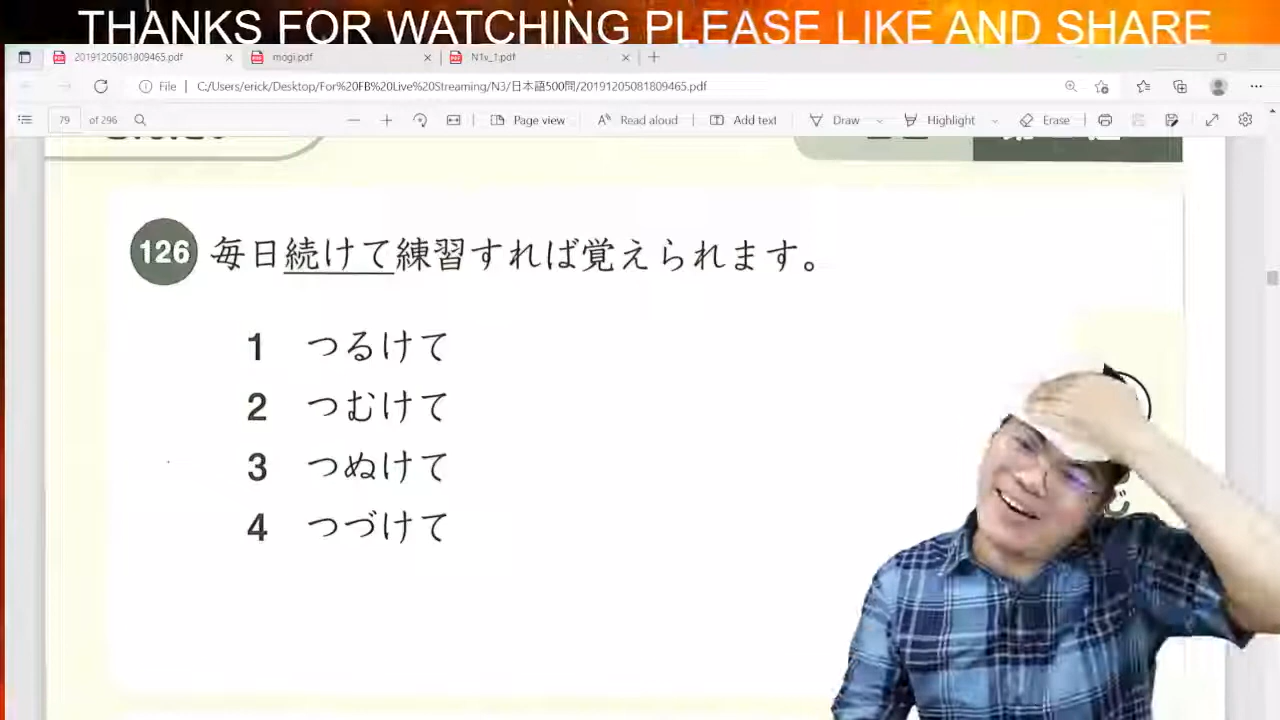 THANKS FOR WATCHING PLEASE LIKE AND SHARE
20191205081809465.pdf
mogi.pdf
N1v_1.pdf
File
C:/Users/erick/Desktop/For%20FB%20Live%20Streaming/N3/日本語500問/20191205081809465.pdf
79 of 296
Page view
Read aloud
Add text
Draw
Highlight
Erase
126 毎日続けて練習すれば覚えられます。
1 つるけて
2 つむけて
3 つぬけて
4 つづけて